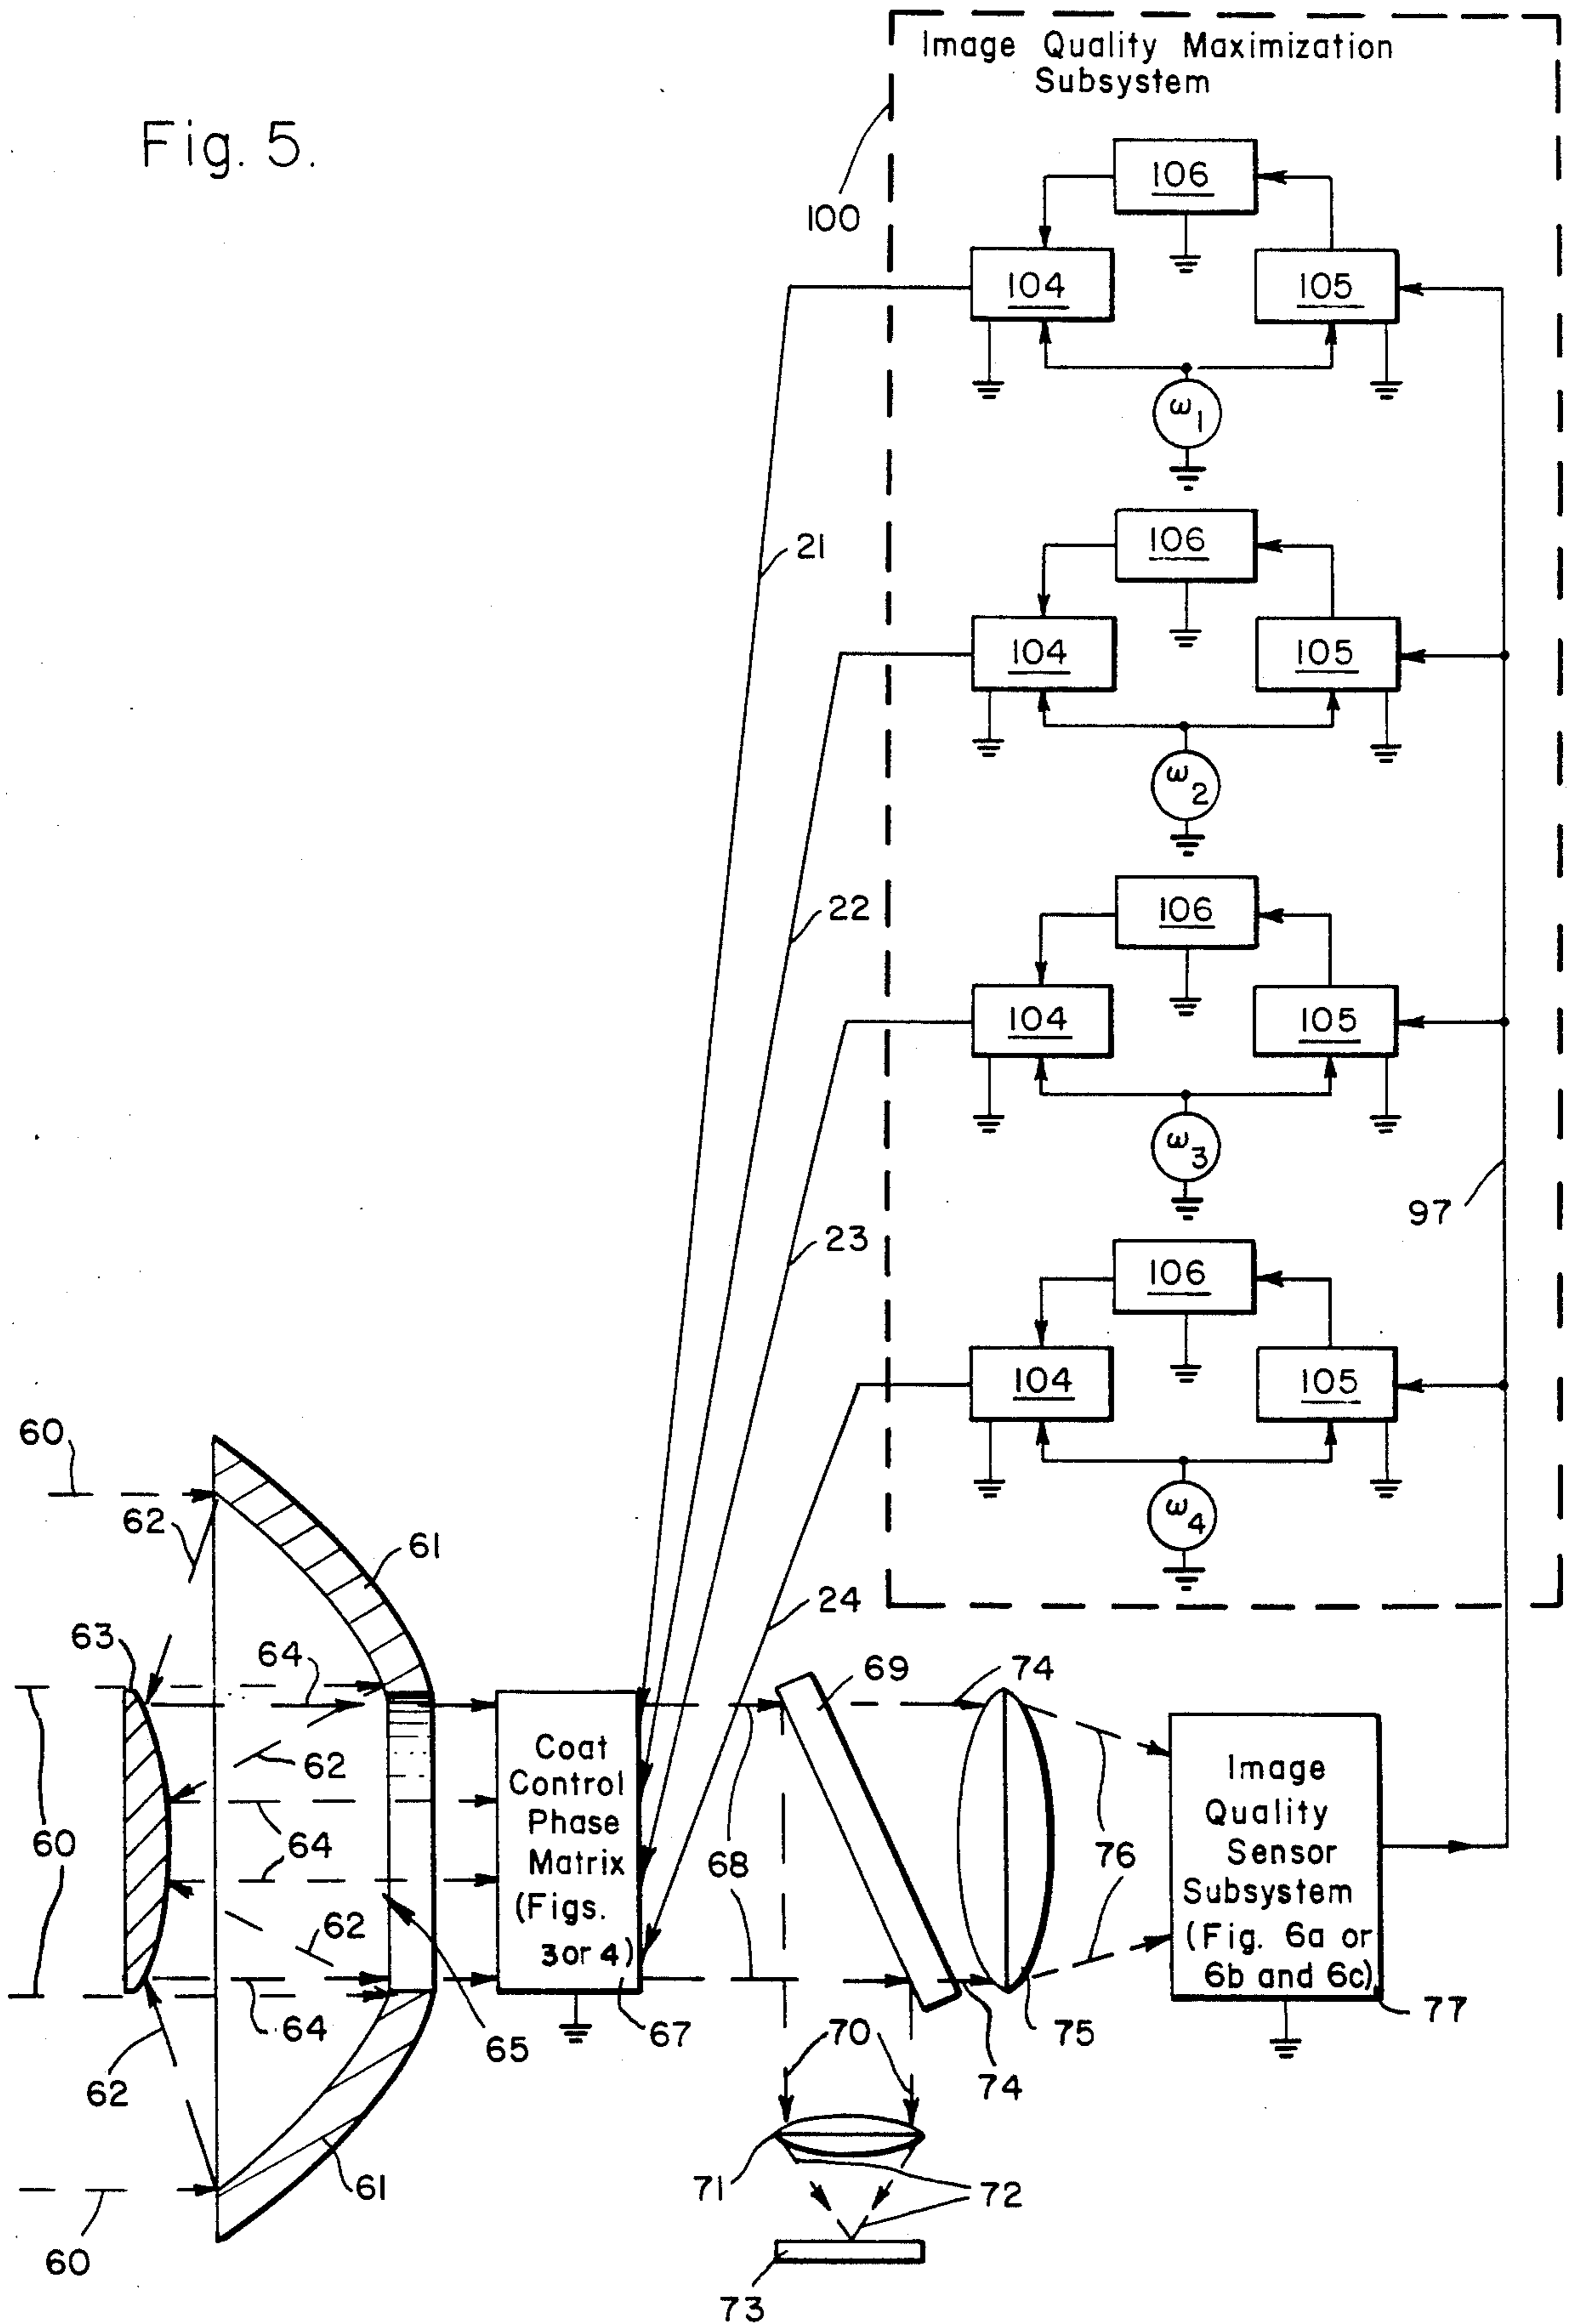 Fig. 5.
Image Quality Maximization
Subsystem
100
106
104
105
ω1
21
106
104
105
ω2
22
106
104
105
ω3
97
23
106
104
105
ω4
24
60
62
61
63
64
69
74
62
60
64
68
76
Coat
Control
Phase
Matrix
(Figs.
3 or 4)
Image
Quality
Sensor
Subsystem
(Fig. 6a or
6b and 6c)
62
64
65
67
70
75
77
62
74
61
71
72
60
73